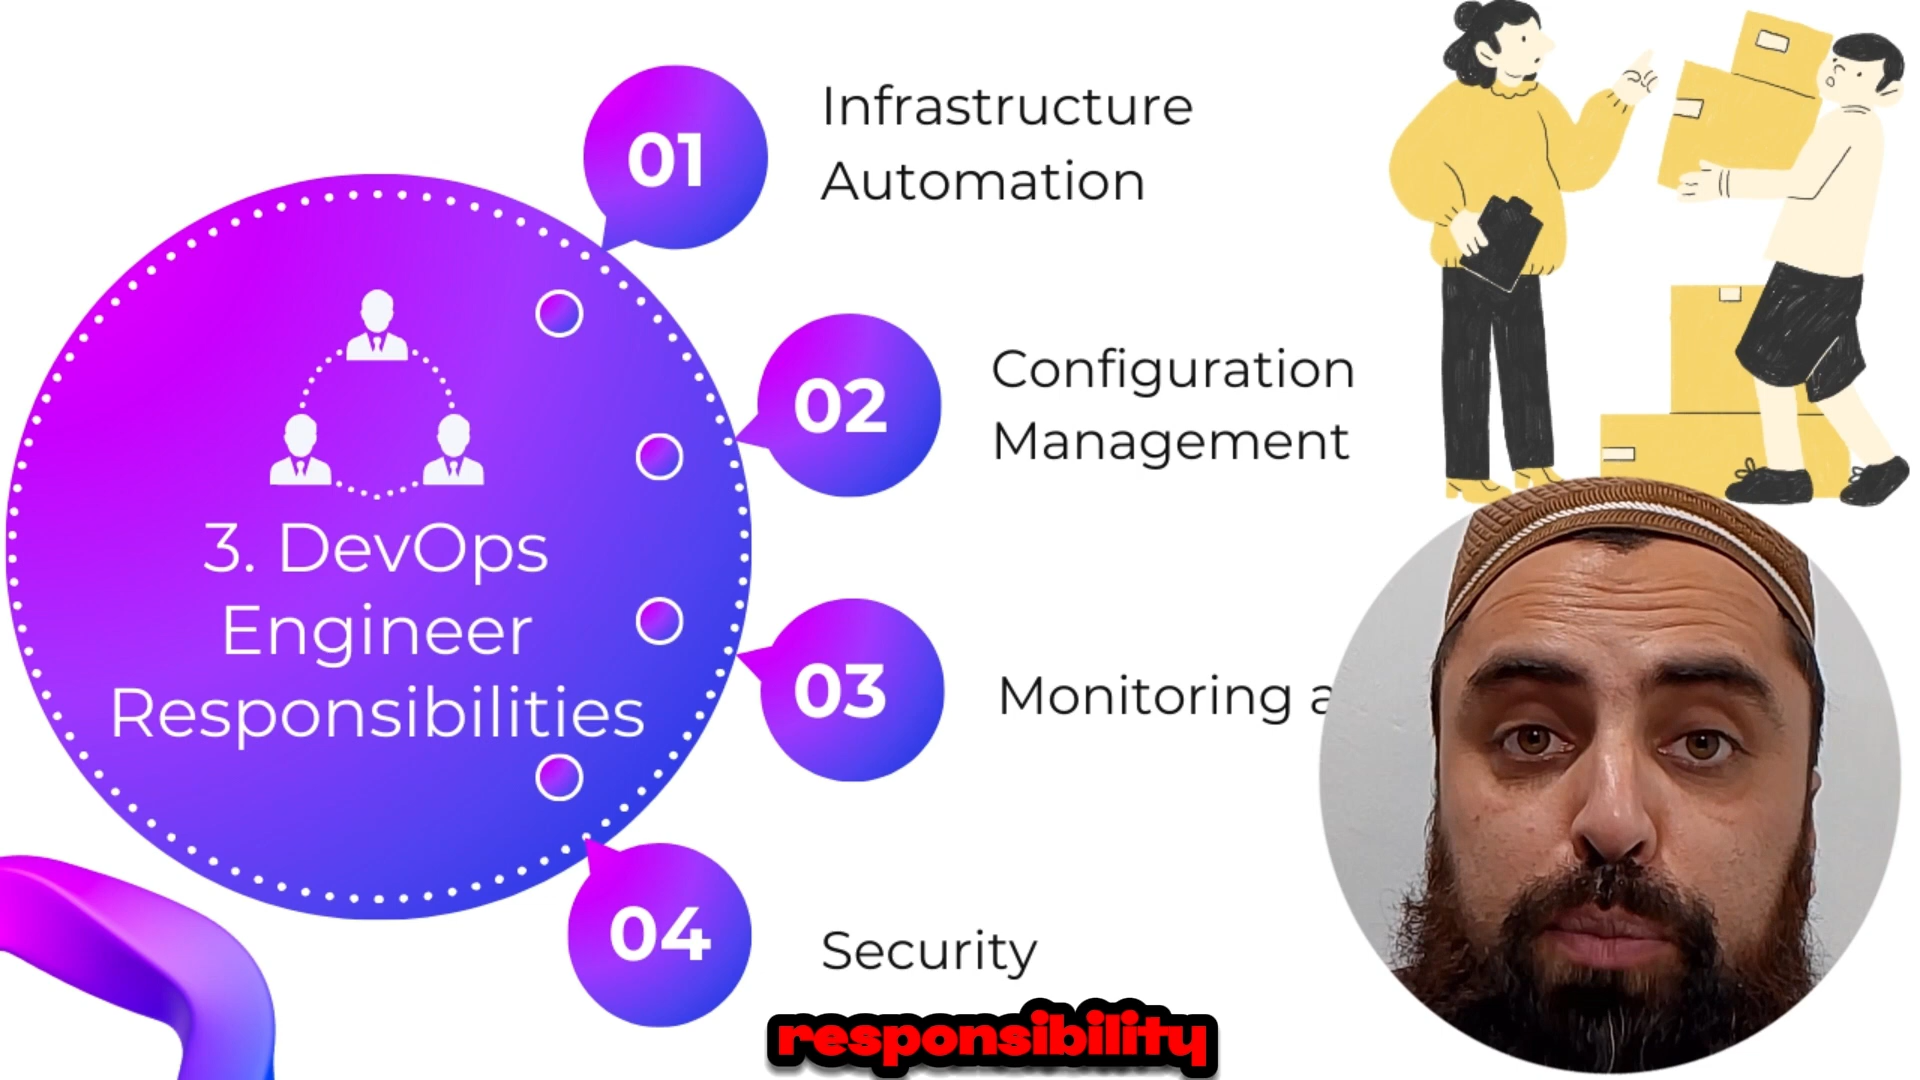 3. DevOps
Engineer
Responsibilities
01
Infrastructure
Automation
02
Configuration
Management
03
Monitoring a
04
Security
responsibility